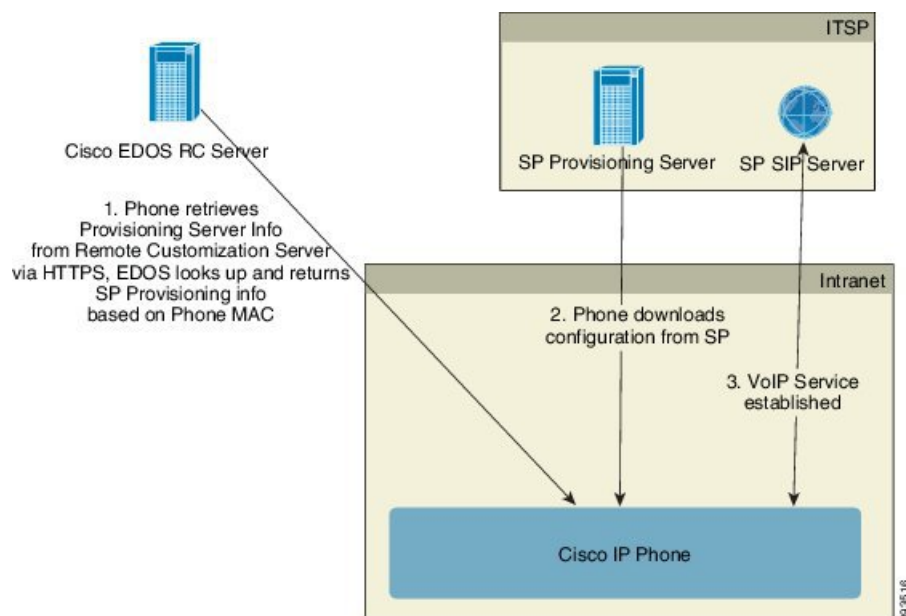 ITSP
Cisco EDOS RC Server
SP Provisioning Server
SP SIP Server
1. Phone retrieves
Provisioning Server Info
from Remote Customization Server
via HTTPS, EDOS looks up and returns
SP Provisioning info
based on Phone MAC
Intranet
2. Phone downloads
configuration from SP
3. VoIP Service
established
Cisco IP Phone